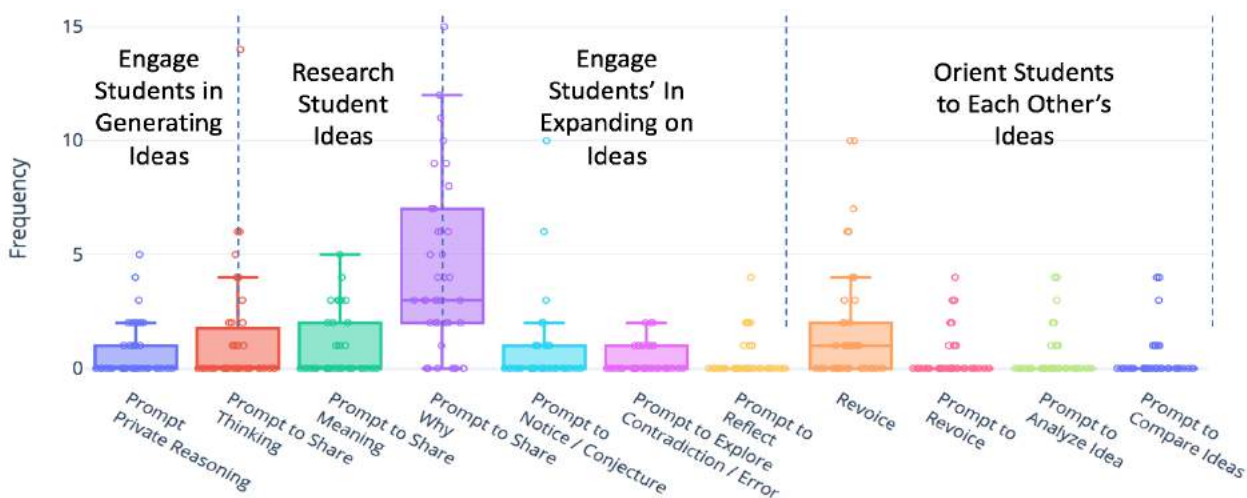 15
10
5
0
Frequency
Engage
Students in
Generating
Ideas
Research
Student
Ideas
Engage
Students’ In
Expanding on
Ideas
Orient Students
to Each Other’s
Ideas
Prompt
Private Reasoning
Prompt to Share
Thinking
Prompt to Share
Meaning
Prompt to Share
Why
Prompt to
Notice / Conjecture
Prompt to Explore
Contradiction / Error
Prompt to
Reflect
Revoice
Prompt to
Revoice
Prompt to
Analyze Idea
Prompt to
Compare Ideas